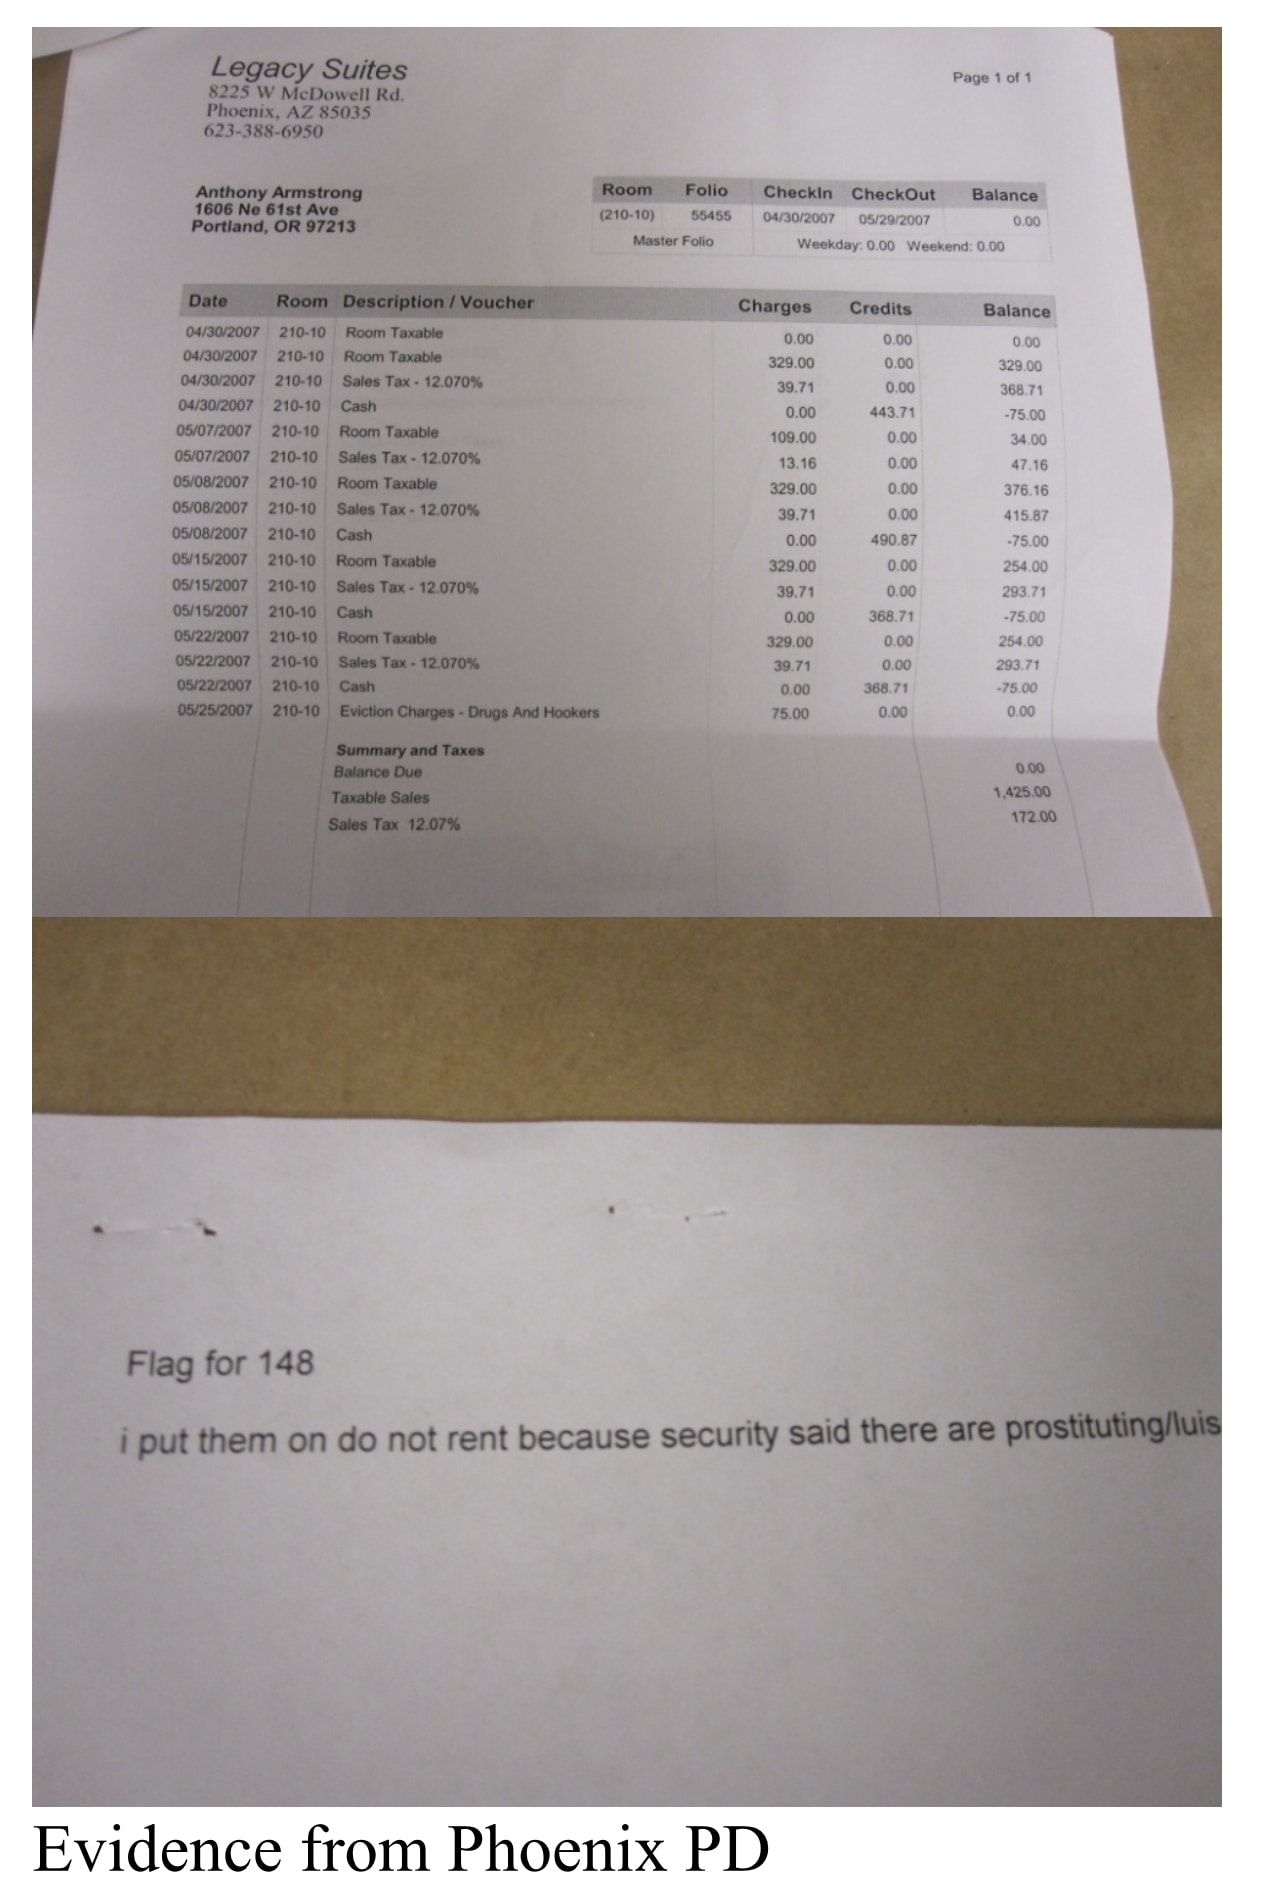 Legacy Suites
8225 W McDowell Rd.
Phoenix, AZ 85035
623-388-6950
Page 1 of 1
Anthony Armstrong
1606 Ne 61st Ave
Portland, OR 97213
Room Folio CheckIn CheckOut Balance
(210-10) 55455 04/30/2007 05/29/2007 0.00
Master Folio Weekday: 0.00 Weekend: 0.00
Date Room Description / Voucher Charges Credits Balance
04/30/2007 210-10 Room Taxable 0.00 0.00 0.00
04/30/2007 210-10 Room Taxable 329.00 0.00 329.00
04/30/2007 210-10 Sales Tax - 12.070% 39.71 0.00 368.71
04/30/2007 210-10 Cash 0.00 443.71 -75.00
05/07/2007 210-10 Room Taxable 109.00 0.00 34.00
05/07/2007 210-10 Sales Tax - 12.070% 13.16 0.00 47.16
05/08/2007 210-10 Room Taxable 329.00 0.00 376.16
05/08/2007 210-10 Sales Tax - 12.070% 39.71 0.00 415.87
05/08/2007 210-10 Cash 0.00 490.87 -75.00
05/15/2007 210-10 Room Taxable 329.00 0.00 254.00
05/15/2007 210-10 Sales Tax - 12.070% 39.71 0.00 293.71
05/15/2007 210-10 Cash 0.00 368.71 -75.00
05/22/2007 210-10 Room Taxable 329.00 0.00 254.00
05/22/2007 210-10 Sales Tax - 12.070% 39.71 0.00 293.71
05/22/2007 210-10 Cash 0.00 368.71 -75.00
05/25/2007 210-10 Eviction Charges - Drugs And Hookers 75.00 0.00 0.00
Summary and Taxes
Balance Due 0.00
Taxable Sales 1,425.00
Sales Tax 12.07% 172.00
Flag for 148
i put them on do not rent because security said there are prostituting/luis
Evidence from Phoenix PD